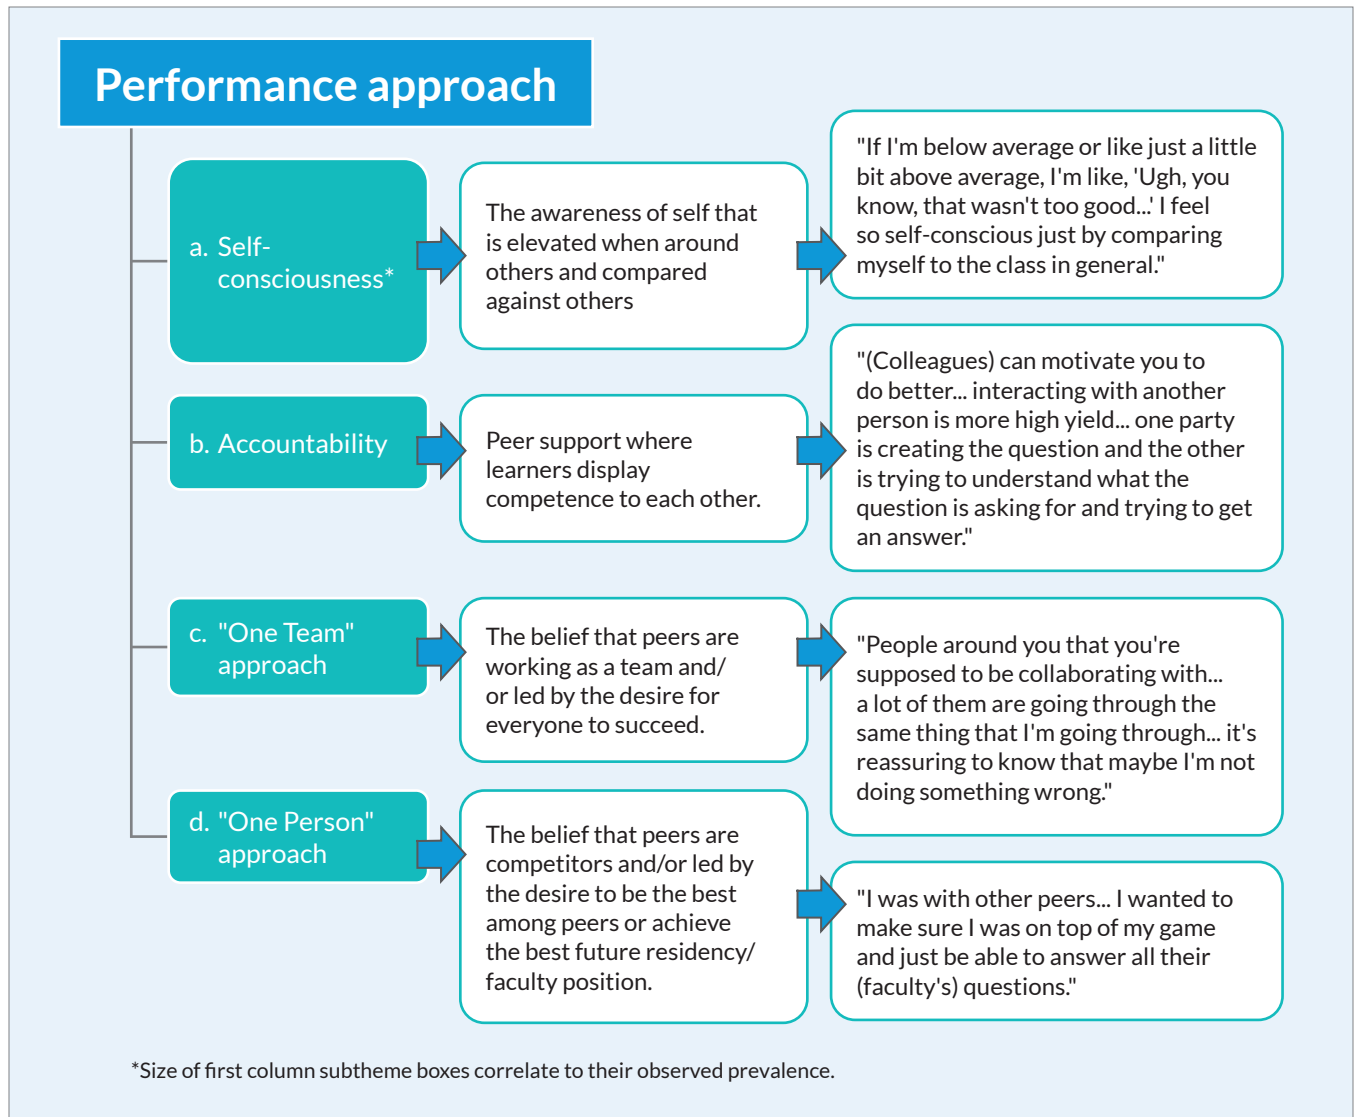 Performance approach
a. Self-
consciousness*
The awareness of self that
is elevated when around
others and compared
against others
"If I'm below average or like just a little
bit above average, I'm like, 'Ugh, you
know, that wasn't too good...' I feel
so self-conscious just by comparing
myself to the class in general."
b. Accountability
Peer support where
learners display
competence to each other.
"(Colleagues) can motivate you to
do better... interacting with another
person is more high yield... one party
is creating the question and the other
is trying to understand what the
question is asking for and trying to get
an answer."
c. "One Team"
approach
The belief that peers are
working as a team and/
or led by the desire for
everyone to succeed.
"People around you that you're
supposed to be collaborating with...
a lot of them are going through the
same thing that I'm going through... it's
reassuring to know that maybe I'm not
doing something wrong."
d. "One Person"
approach
The belief that peers are
competitors and/or led by
the desire to be the best
among peers or achieve
the best future residency/
faculty position.
"I was with other peers... I wanted to
make sure I was on top of my game
and just be able to answer all their
(faculty's) questions."
*Size of first column subtheme boxes correlate to their observed prevalence.